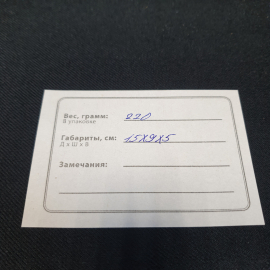 Вес, грамм: 220
В упаковке
Габариты, см: 15х9х5
Д х Ш х В
Замечания: